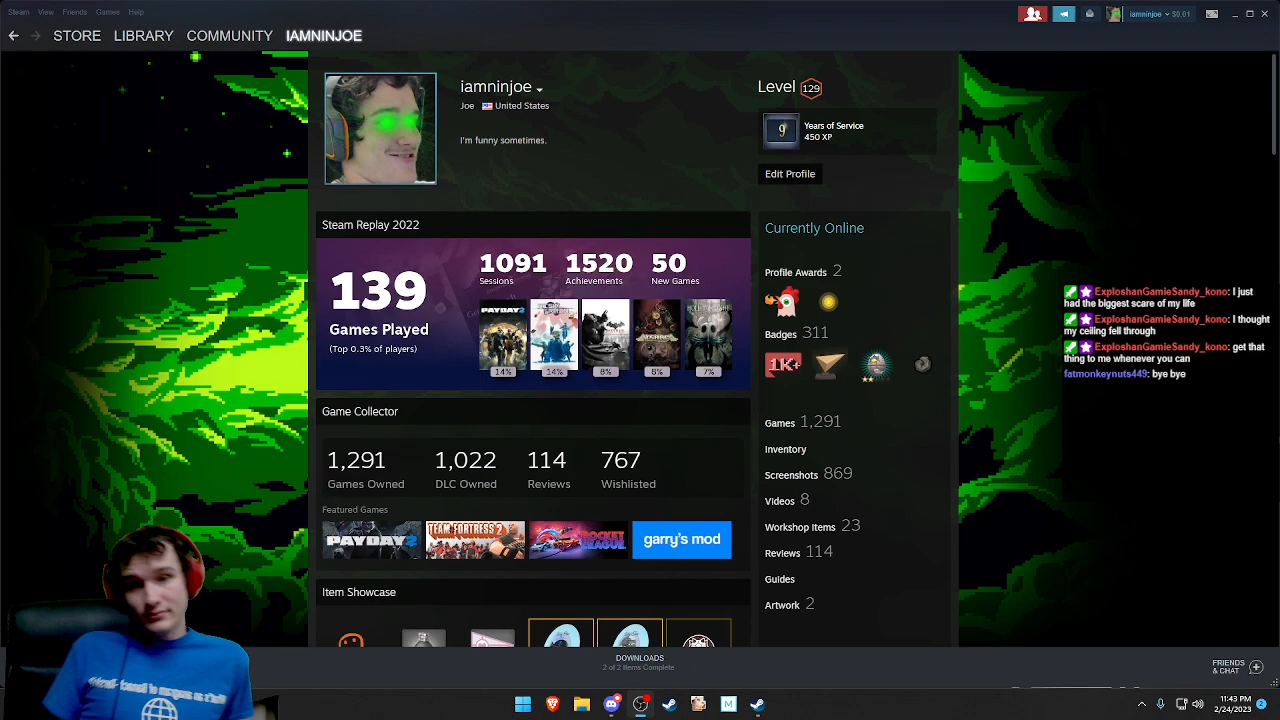 Steam View Friends Games Help
iamninjoe $0.01
STORE LIBRARY COMMUNITY IAMNINJOE
iamninjoe
Joe United States
I'm funny sometimes.
Level 129
9
Years of Service
450 XP
Edit Profile
Steam Replay 2022
139
Games Played
(Top 0.3% of players)
1091 1520 50
Sessions Achievements New Games
PAYDAY 2
14% 14% 8% 8% 7%
Currently Online
Profile Awards 2
Badges 311
1K+
Games 1,291
Inventory
Screenshots 869
Videos 8
Workshop Items 23
Reviews 114
Guides
Artwork 2
Game Collector
1,291 1,022 114 767
Games Owned DLC Owned Reviews Wishlisted
Featured Games
PAYDAY 2 TEAM FORTRESS 2 ROCKET LEAGUE garry's mod
Item Showcase
ExploshanGamieSandy_kono: I just
had the biggest scare of my life
ExploshanGamieSandy_kono: I thought
my ceiling fell through
ExploshanGamieSandy_kono: get that
thing to me whenever you can
fatmonkeynuts449: bye bye
DOWNLOADS
2 of 2 Items Complete
FRIENDS
& CHAT
11:43 PM
2/24/2023
2